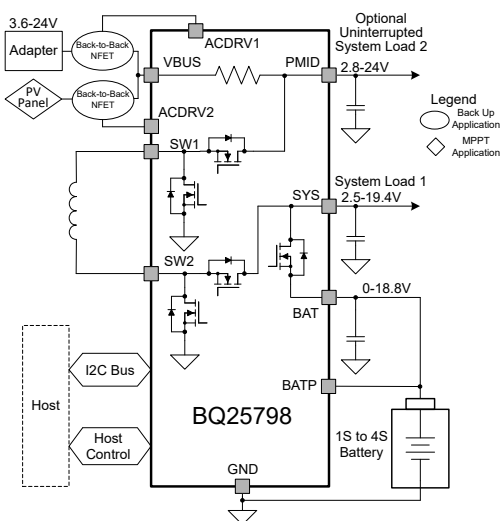 3.6-24V
Adapter
Back-to-Back
NFET
PV
Panel
Back-to-Back
NFET
ACDRV1
VBUS
PMID
ACDRV2
SW1
SYS
SW2
BAT
BATP
BQ25798
GND
Optional
Uninterrupted
System Load 2
2.8-24V
Legend
Back Up
Application
MPPT
Application
System Load 1
2.5-19.4V
0-18.8V
Host
I2C Bus
Host
Control
1S to 4S
Battery